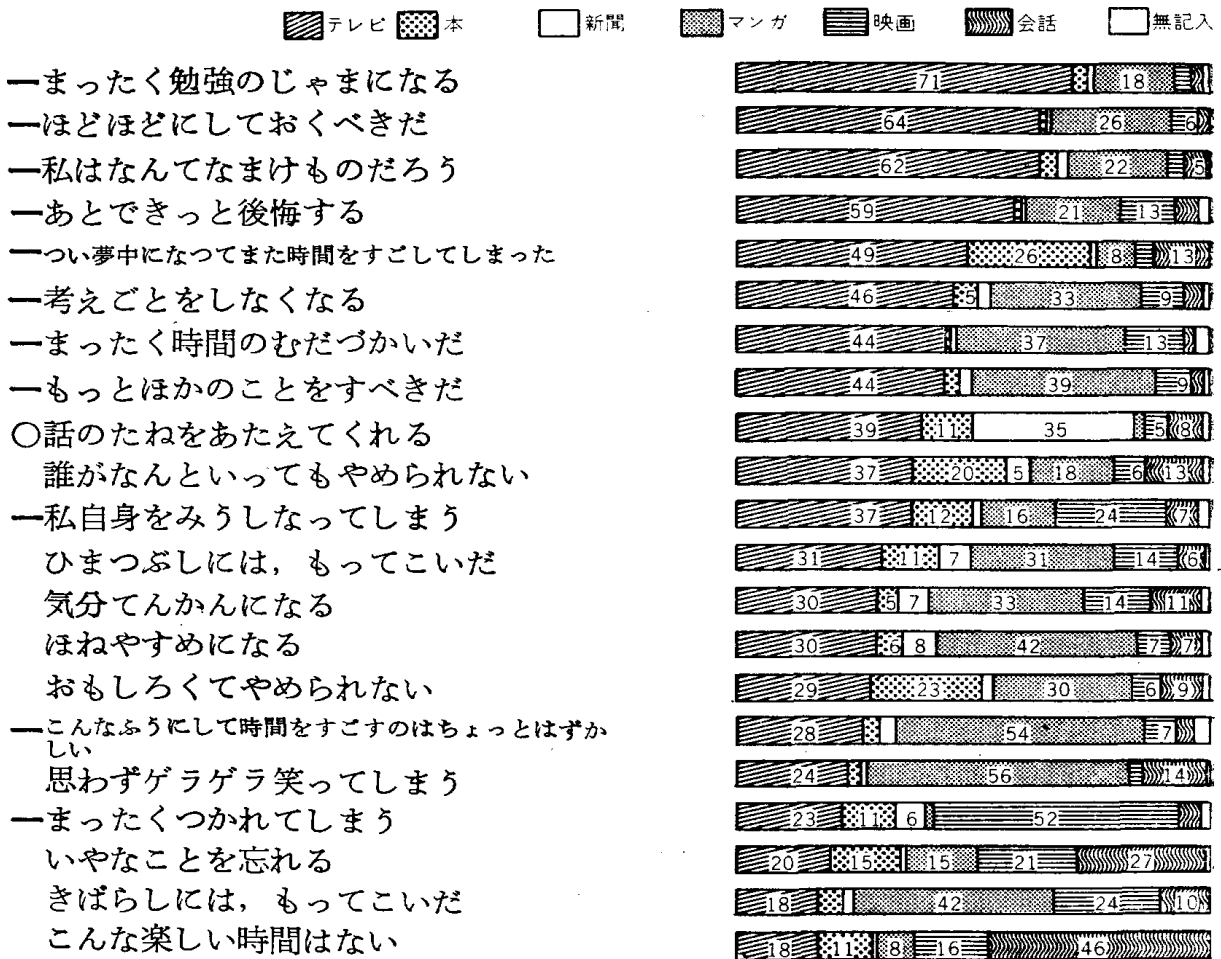 テレビ 本 新聞 マンガ 映画 会話 無記入
ーまったく勉強のじゃまになる 71 18
ーほどほどにしておくべきだ 64 26 6
ー私はなんてなまけものだろう 62 22 5
ーあとできっと後悔する 59 21 13
ーつい夢中になつてまた時間をすごしてしまった 49 26 8 13
ー考えごとをしなくなる 46 5 33 9
ーまったく時間のむだづかいだ 44 37 13
ーもっとほかのことをすべきだ 44 39 9
○話のたねをあたえてくれる 39 11 35 5 8
誰がなんといってもやめられない 37 20 5 18 6 13
ー私自身をみうしなってしまう 37 12 16 24 7
ひまつぶしには，もってこいだ 31 11 7 31 14 6
気分てんかんになる 30 5 7 33 14 11
ほねやすめになる 30 6 8 42 7 7
おもしろくてやめられない 29 23 30 6 9
ーこんなふうにして時間をすごすのはちょっとはずか
しい 28 54 7
思わずゲラゲラ笑ってしまう 24 56 14
ーまったくつかれてしまう 23 11 6 52
いやなことを忘れる 20 15 15 21 27
きばらしには，もってこいだ 18 42 24 10
こんな楽しい時間はない 18 11 8 16 46